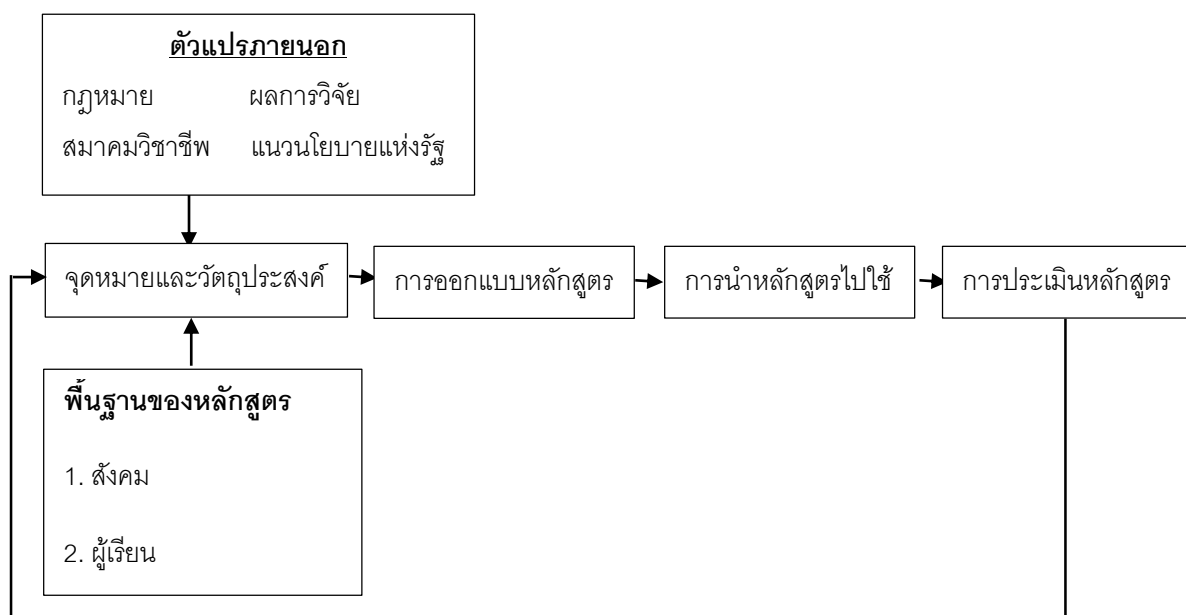 ตัวแปรภายนอก
กฎหมาย ผลการวิจัย
สมาคมวิชาชีพ แนวนโยบายแห่งรัฐ
จุดหมายและวัตถุประสงค์
การออกแบบหลักสูตร
การนำหลักสูตรไปใช้
การประเมินหลักสูตร
พื้นฐานของหลักสูตร
1. สังคม
2. ผู้เรียน